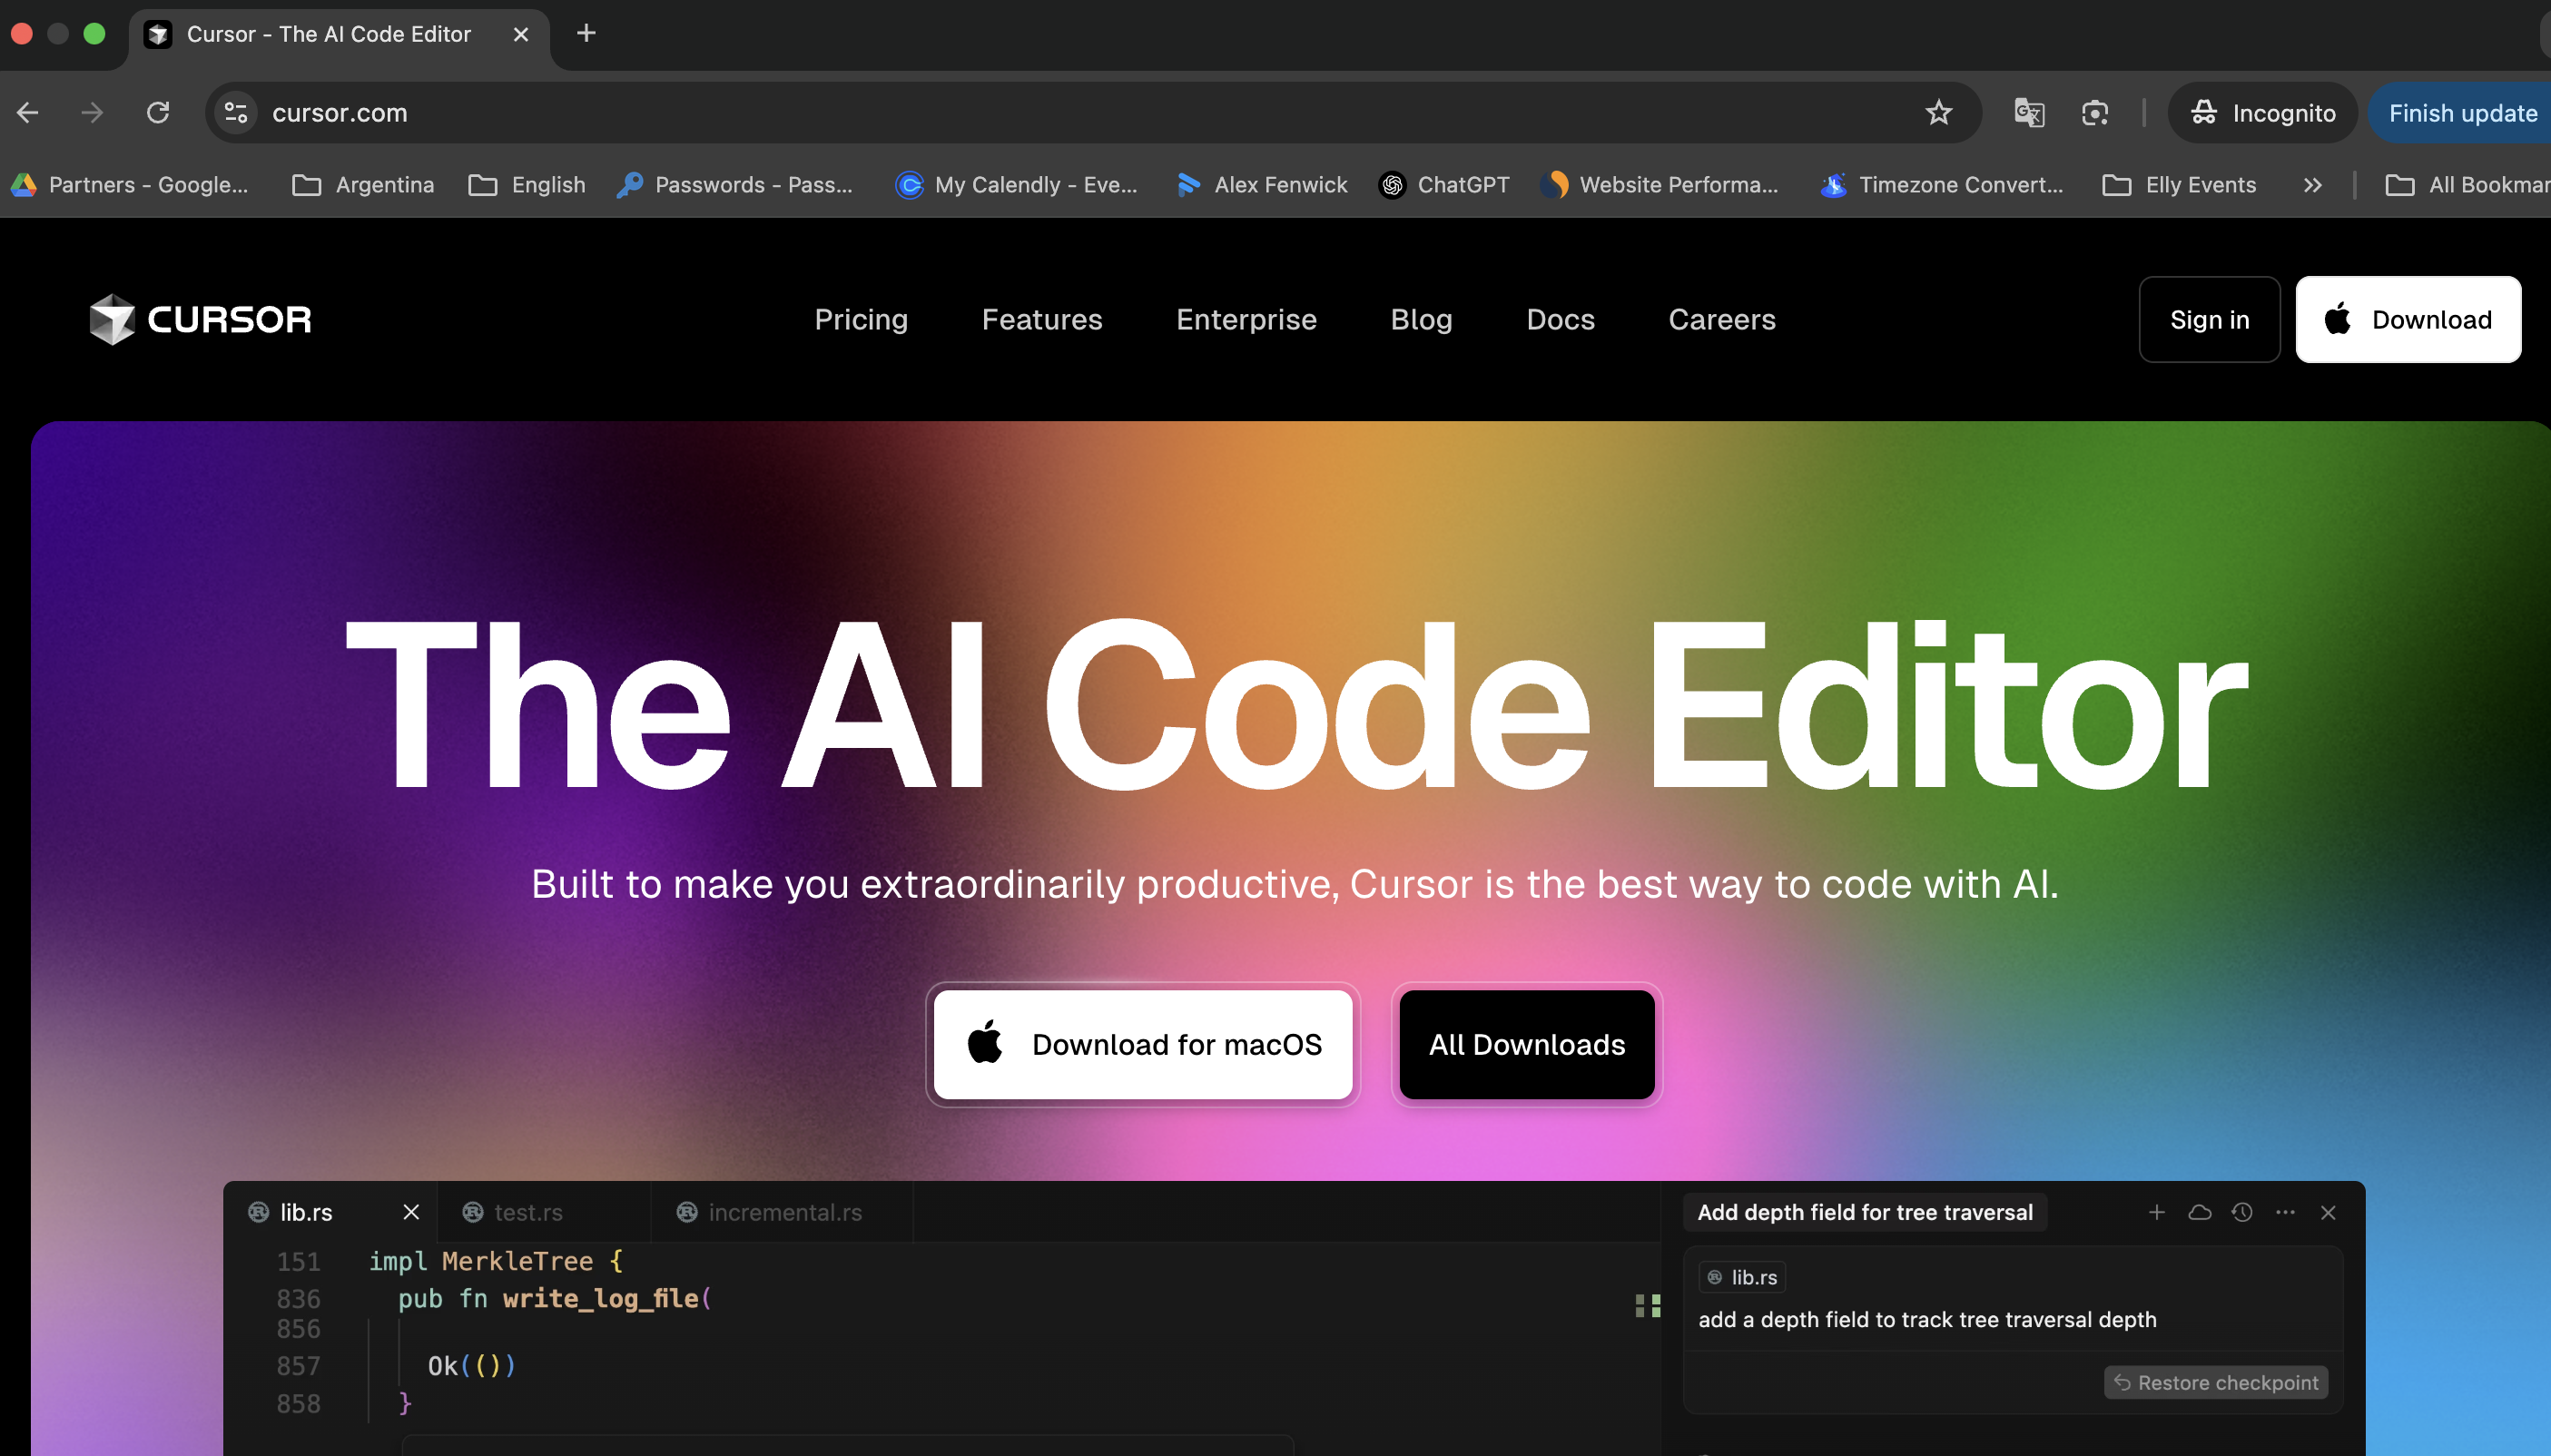 Cursor - The AI Code Editor
cursor.com
Incognito
Finish update
Partners - Google...
Argentina
English
Passwords - Pass...
My Calendly - Eve...
Alex Fenwick
ChatGPT
Website Performa...
Timezone Convert...
Elly Events
All Bookmar
CURSOR
Pricing
Features
Enterprise
Blog
Docs
Careers
Sign in
Download
The AI Code Editor
Built to make you extraordinarily productive, Cursor is the best way to code with AI.
Download for macOS
All Downloads
lib.rs
test.rs
incremental.rs
151 impl MerkleTree {
836 pub fn write_log_file(
856
857 Ok(())
858 }
Add depth field for tree traversal
lib.rs
add a depth field to track tree traversal depth
Restore checkpoint